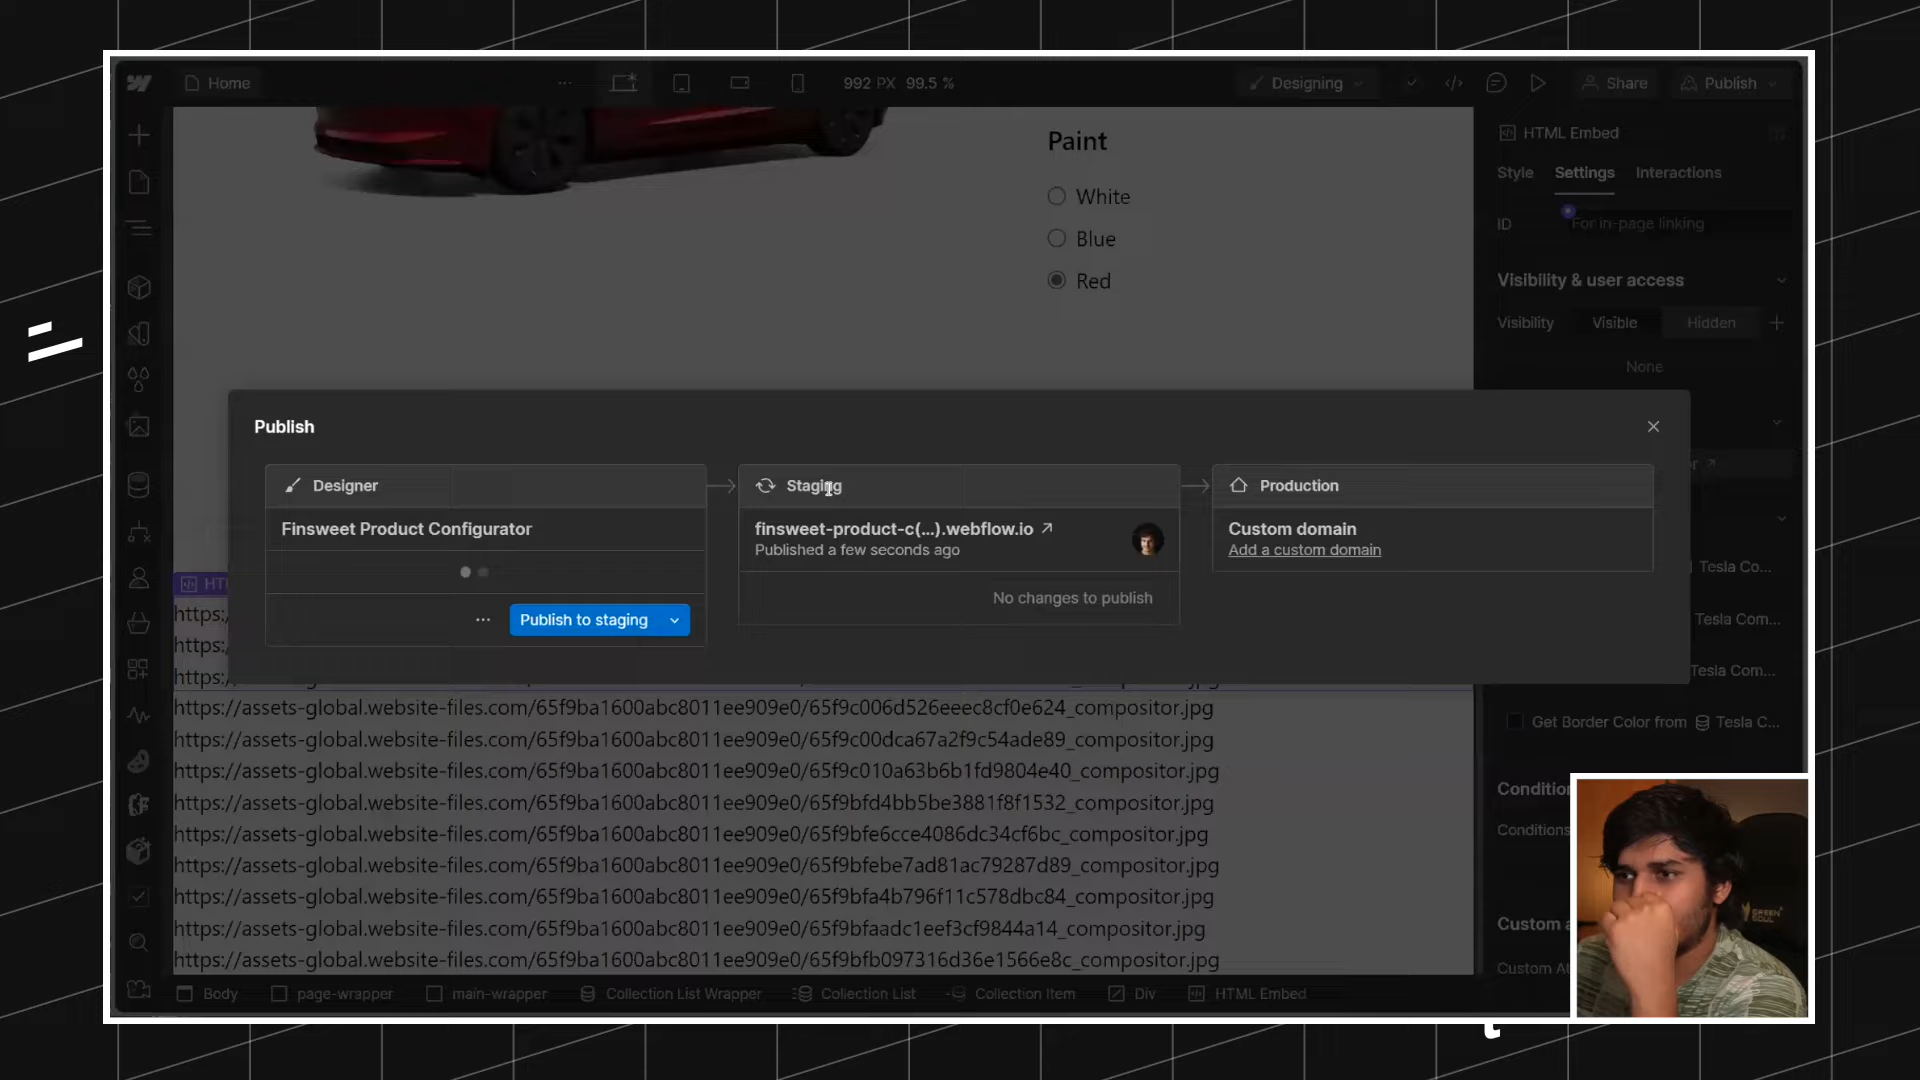 Home
...
992 PX 99.5 %
Designing
Share
Publish
HTML Embed
Style
Settings
Interactions
ID
For in-page linking
Visibility & user access
Visibility
Visible
Hidden
None
Paint
White
Blue
Red
Publish
Designer
Finsweet Product Configurator
...
Publish to staging
Staging
finsweet-product-c(...).webflow.io
Published a few seconds ago
No changes to publish
Production
Custom domain
Add a custom domain
https:
https:
https:
https://assets-global.website-files.com/65f9ba1600abc8011ee909e0/65f9c006d526eeec8cf0e624_compositor.jpg
https://assets-global.website-files.com/65f9ba1600abc8011ee909e0/65f9c00dca67a2f9c54ade89_compositor.jpg
https://assets-global.website-files.com/65f9ba1600abc8011ee909e0/65f9c010a63b6b1fd9804e40_compositor.jpg
https://assets-global.website-files.com/65f9ba1600abc8011ee909e0/65f9bfd4bb5be3881f8f1532_compositor.jpg
https://assets-global.website-files.com/65f9ba1600abc8011ee909e0/65f9bfe6cce4086dc34cf6bc_compositor.jpg
https://assets-global.website-files.com/65f9ba1600abc8011ee909e0/65f9bfebe7ad81ac79287d89_compositor.jpg
https://assets-global.website-files.com/65f9ba1600abc8011ee909e0/65f9bfa4b796f11c578dbc84_compositor.jpg
https://assets-global.website-files.com/65f9ba1600abc8011ee909e0/65f9bfaadc1eef3cf9844a14_compositor.jpg
https://assets-global.website-files.com/65f9ba1600abc8011ee909e0/65f9bfb097316d36e1566e8c_compositor.jpg
Tesla Co...
Tesla Com...
Tesla Com...
Get Border Color from Tesla C...
Conditions
Custom
GREEN SOUL
Body
page-wrapper
main-wrapper
Collection List Wrapper
Collection List
Collection Item
Div
HTML Embed